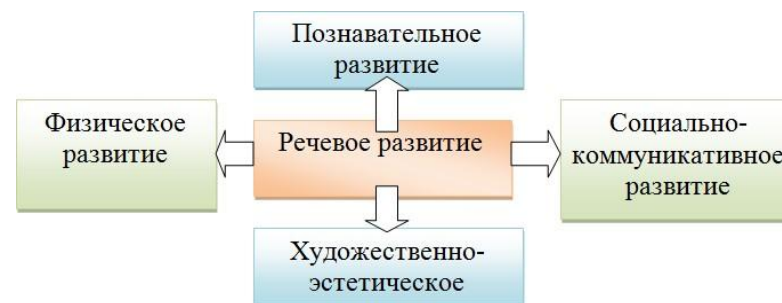 Познавательное
развитие
Физическое
развитие
Речевое развитие
Социально-
коммуникативное
развитие
Художественно-
эстетическое